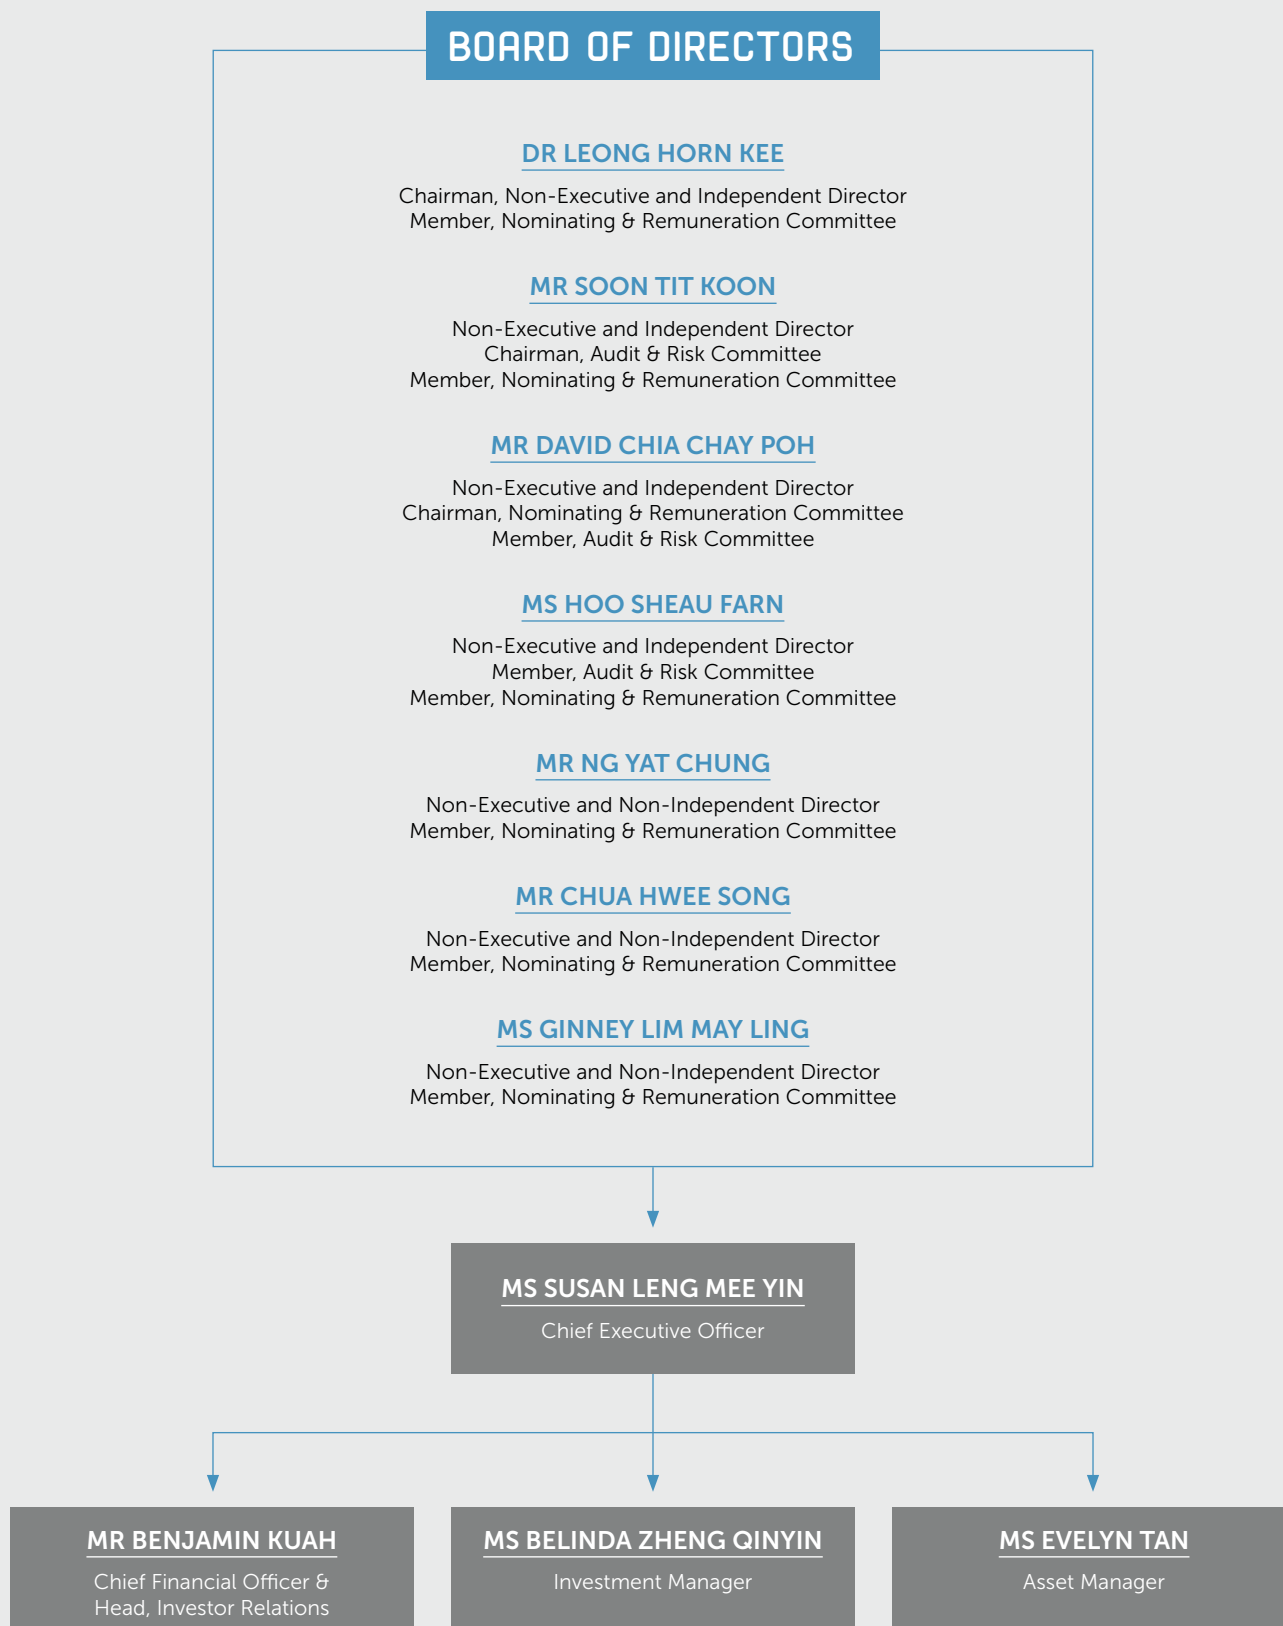 BOARD OF DIRECTORS
DR LEONG HORN KEE
Chairman, Non-Executive and Independent Director
Member, Nominating & Remuneration Committee
MR SOON TIT KOON
Non-Executive and Independent Director
Chairman, Audit & Risk Committee
Member, Nominating & Remuneration Committee
MR DAVID CHIA CHAY POH
Non-Executive and Independent Director
Chairman, Nominating & Remuneration Committee
Member, Audit & Risk Committee
MS HOO SHEAU FARN
Non-Executive and Independent Director
Member, Audit & Risk Committee
Member, Nominating & Remuneration Committee
MR NG YAT CHUNG
Non-Executive and Non-Independent Director
Member, Nominating & Remuneration Committee
MR CHUA HWEE SONG
Non-Executive and Non-Independent Director
Member, Nominating & Remuneration Committee
MS GINNEY LIM MAY LING
Non-Executive and Non-Independent Director
Member, Nominating & Remuneration Committee
MS SUSAN LENG MEE YIN
Chief Executive Officer
MR BENJAMIN KUAH
Chief Financial Officer &
Head, Investor Relations
MS BELINDA ZHENG QINYIN
Investment Manager
MS EVELYN TAN
Asset Manager